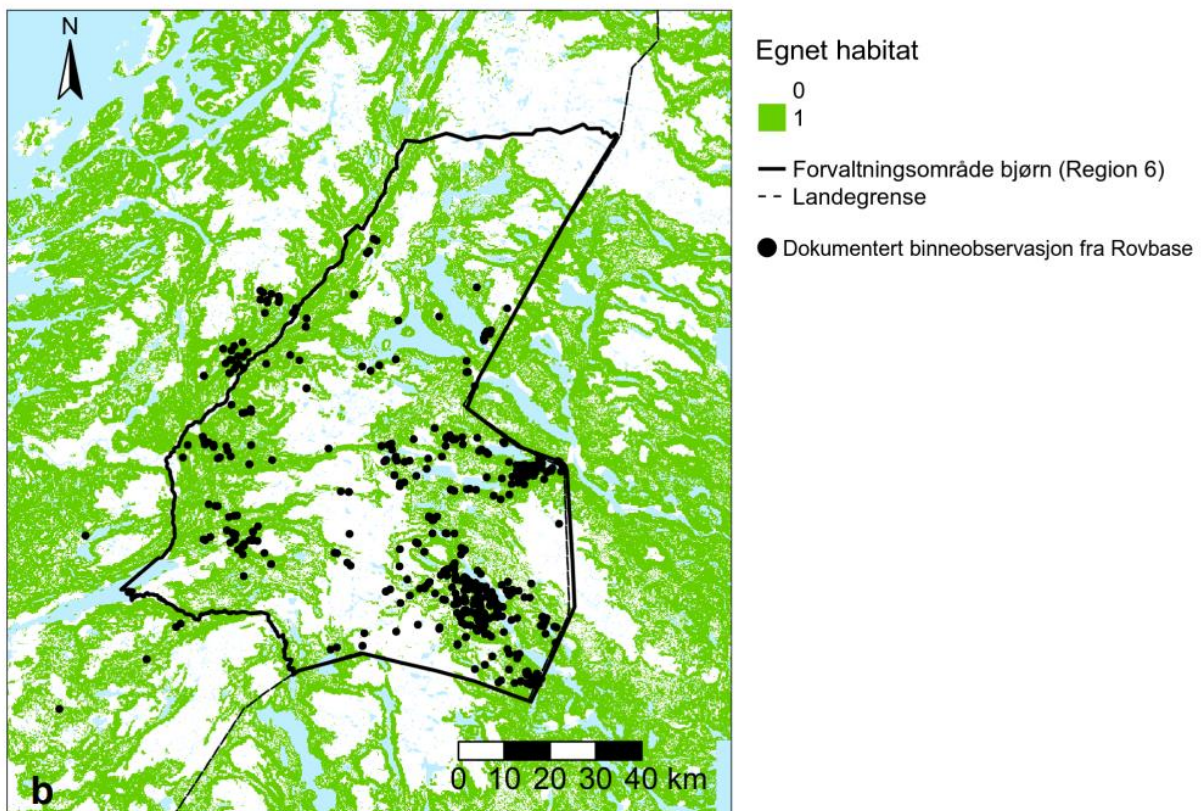 N
Egnet habitat
0
1
Forvaltningsområde bjørn (Region 6)
Landegrense
Dokumentert binneobservasjon fra Rovbase
0 10 20 30 40 km
b